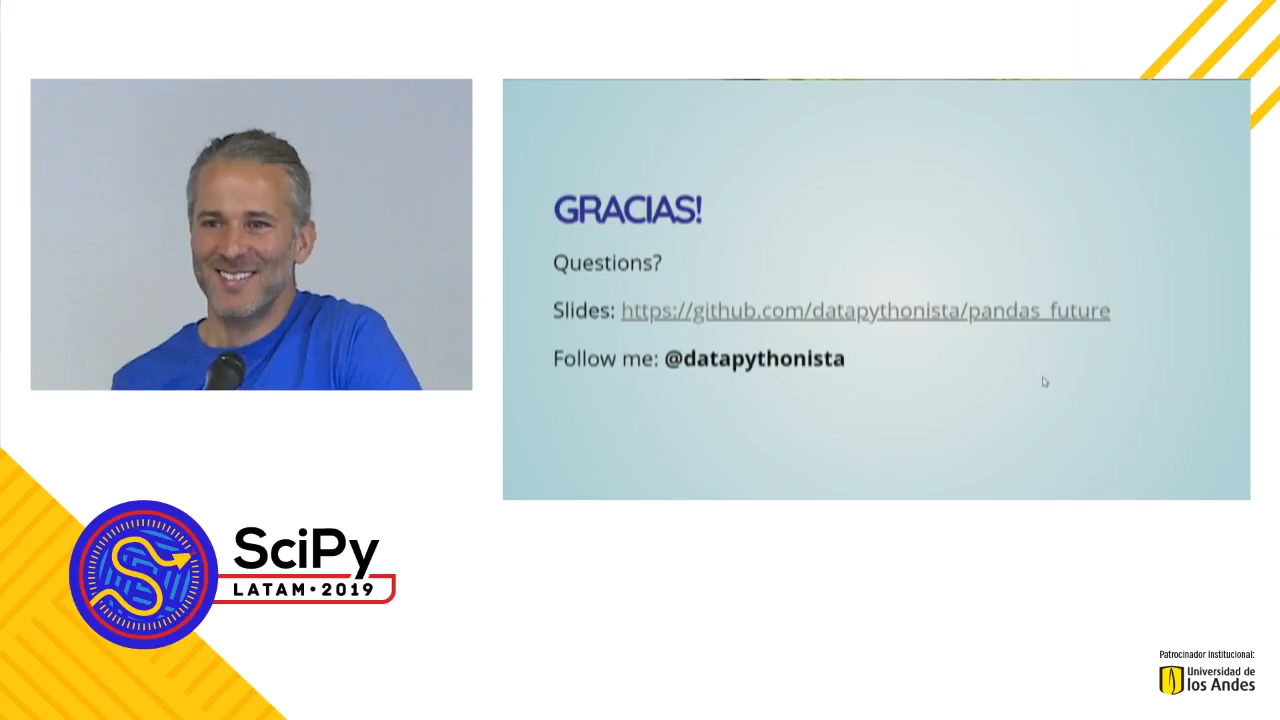 GRACIAS!
Questions?
Slides: https://github.com/datapythonista/pandas_future
Follow me: @datapythonista
SciPy
LATAM•2019
Patrocinador Institucional:
Universidad de
los Andes